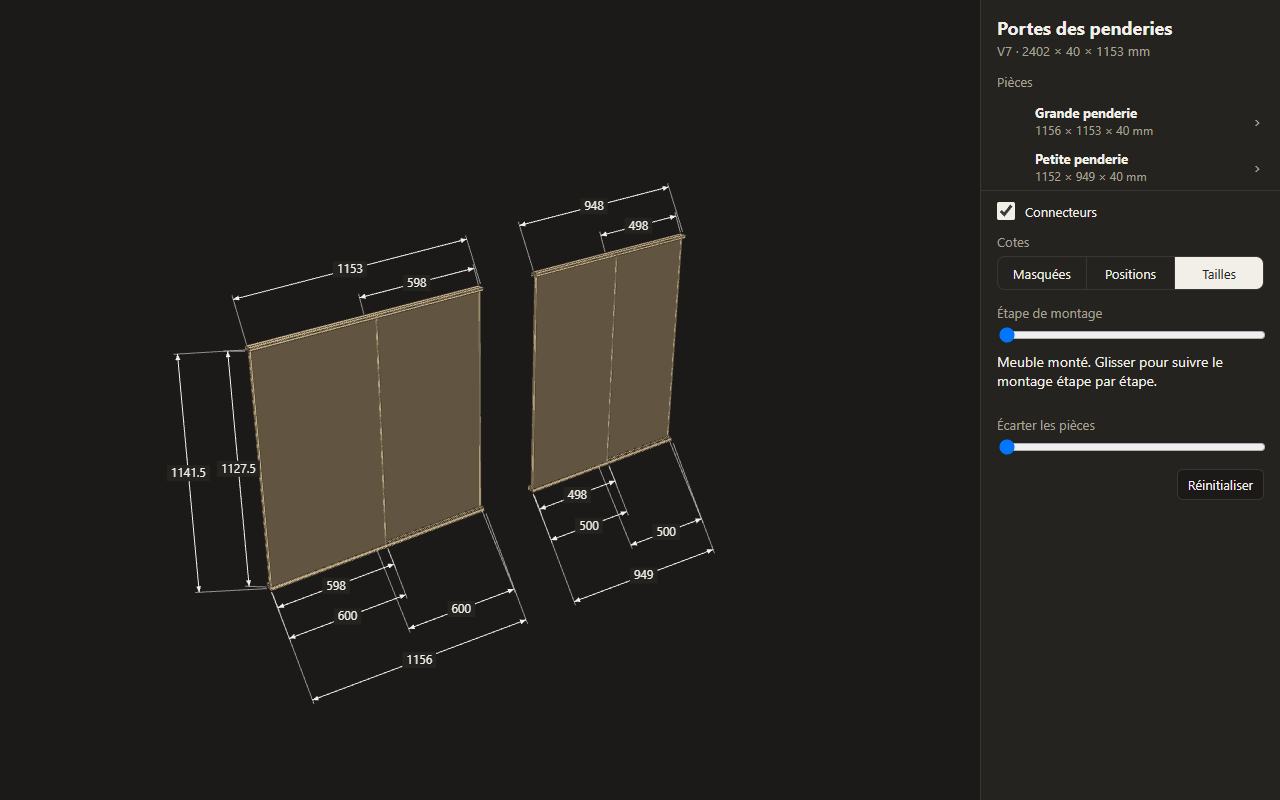 Portes des penderies
V7 · 2402 × 40 × 1153 mm
Pièces
Grande penderie
1156 × 1153 × 40 mm
Petite penderie
1152 × 949 × 40 mm
Connecteurs
Cotes
Masquées Positions Tailles
Étape de montage
Meuble monté. Glisser pour suivre le
montage étape par étape.
Écarter les pièces
Réinitialiser
948
498
1153
598
1141.5
1127.5
498
500
500
949
598
600
600
1156